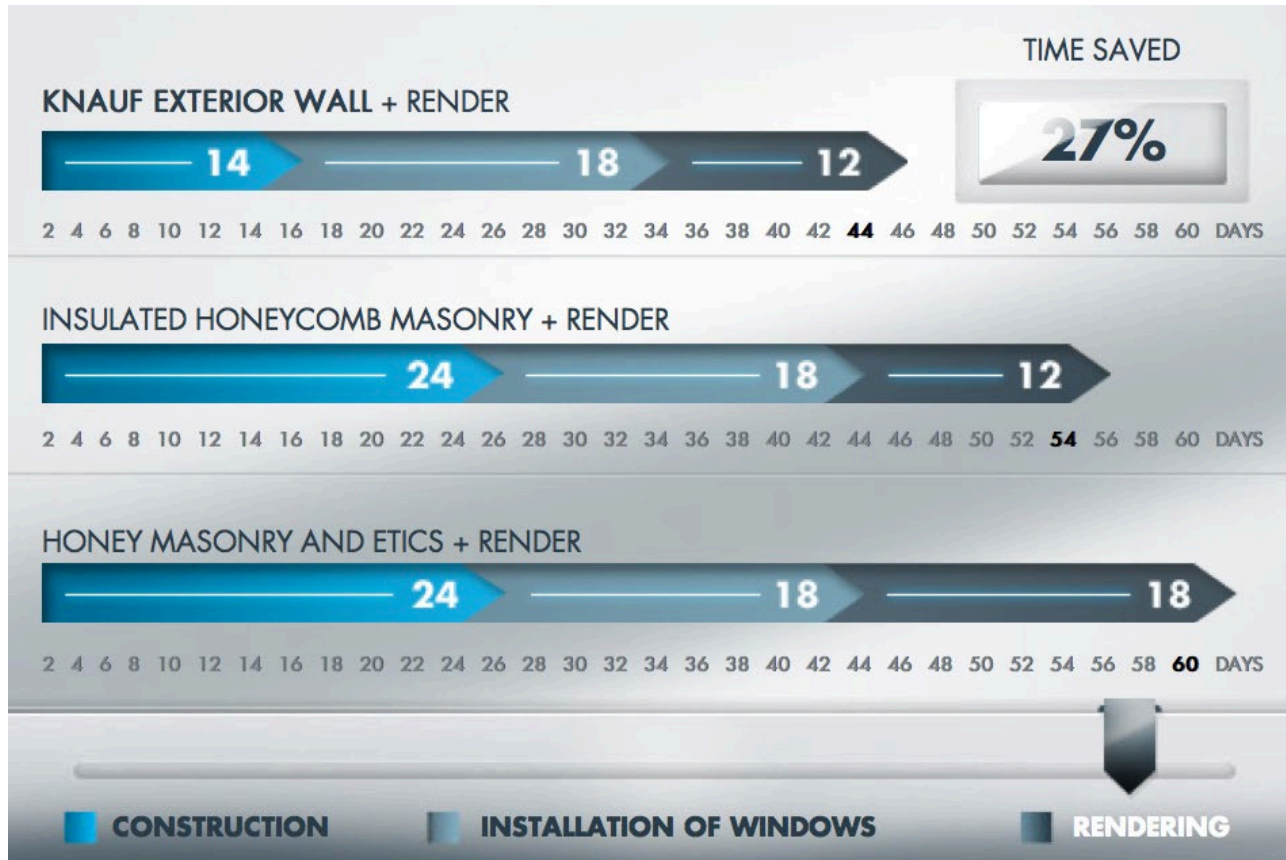 TIME SAVED
27%
KNAUF EXTERIOR WALL + RENDER
14 18 12
2 4 6 8 10 12 14 16 18 20 22 24 26 28 30 32 34 36 38 40 42 44 46 48 50 52 54 56 58 60 DAYS
INSULATED HONEYCOMB MASONRY + RENDER
24 18 12
2 4 6 8 10 12 14 16 18 20 22 24 26 28 30 32 34 36 38 40 42 44 46 48 50 52 54 56 58 60 DAYS
HONEY MASONRY AND ETICS + RENDER
24 18 18
2 4 6 8 10 12 14 16 18 20 22 24 26 28 30 32 34 36 38 40 42 44 46 48 50 52 54 56 58 60 DAYS
CONSTRUCTION INSTALLATION OF WINDOWS RENDERING